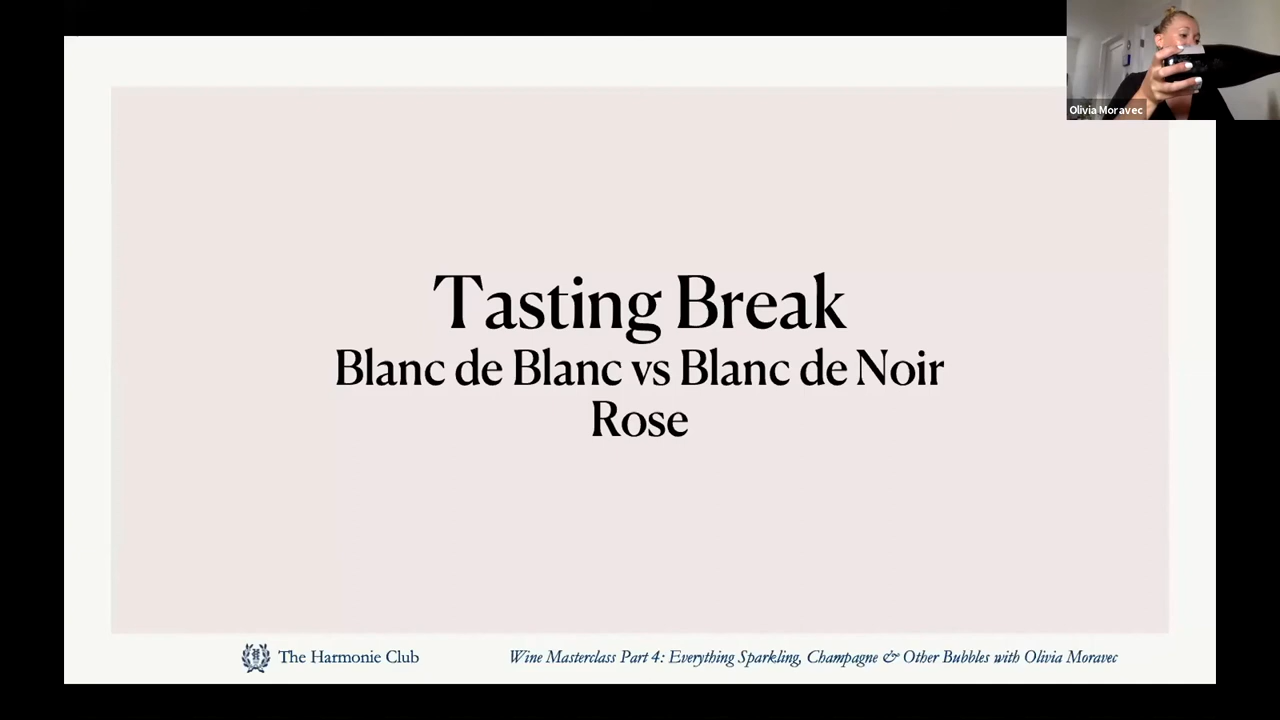 Olivia Moravec
Tasting Break
Blanc de Blanc vs Blanc de Noir
Rose
The Harmonie Club
Wine Masterclass Part 4: Everything Sparkling, Champagne & Other Bubbles with Olivia Moravec